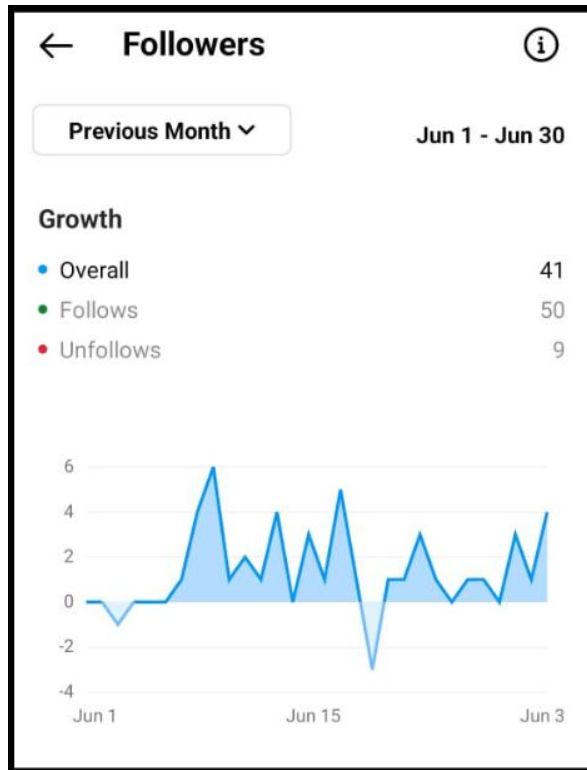 Followers
Previous Month
Jun 1 - Jun 30
Growth
Overall 41
Follows 50
Unfollows 9
6
4
2
0
-2
-4
Jun 1 Jun 15 Jun 3